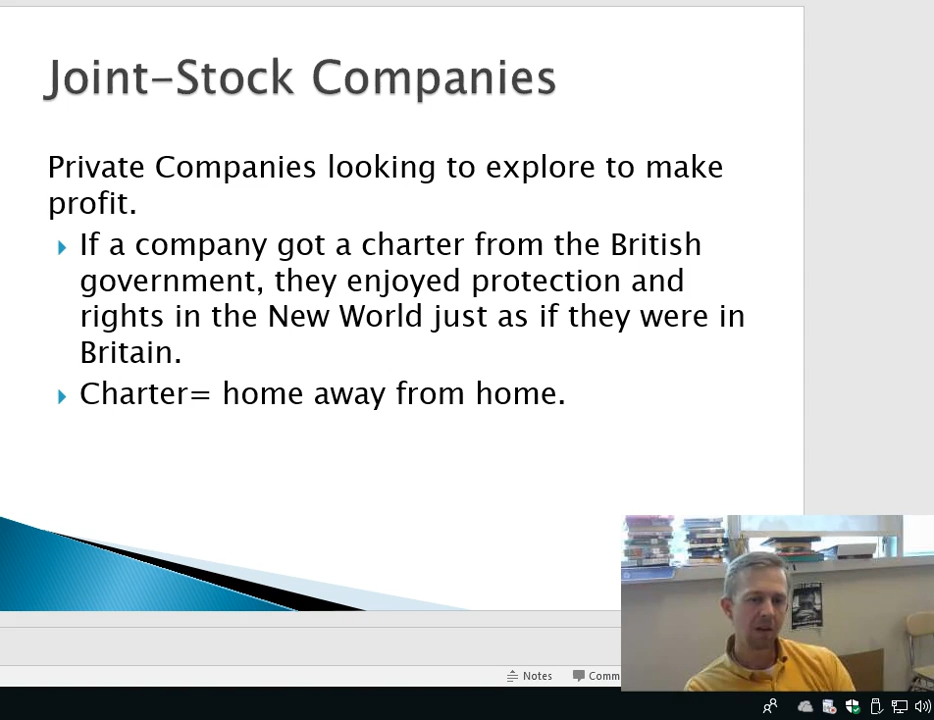 Joint-Stock Companies
Private Companies looking to explore to make
profit.
If a company got a charter from the British
government, they enjoyed protection and
rights in the New World just as if they were in
Britain.
Charter= home away from home.
Notes
Comm